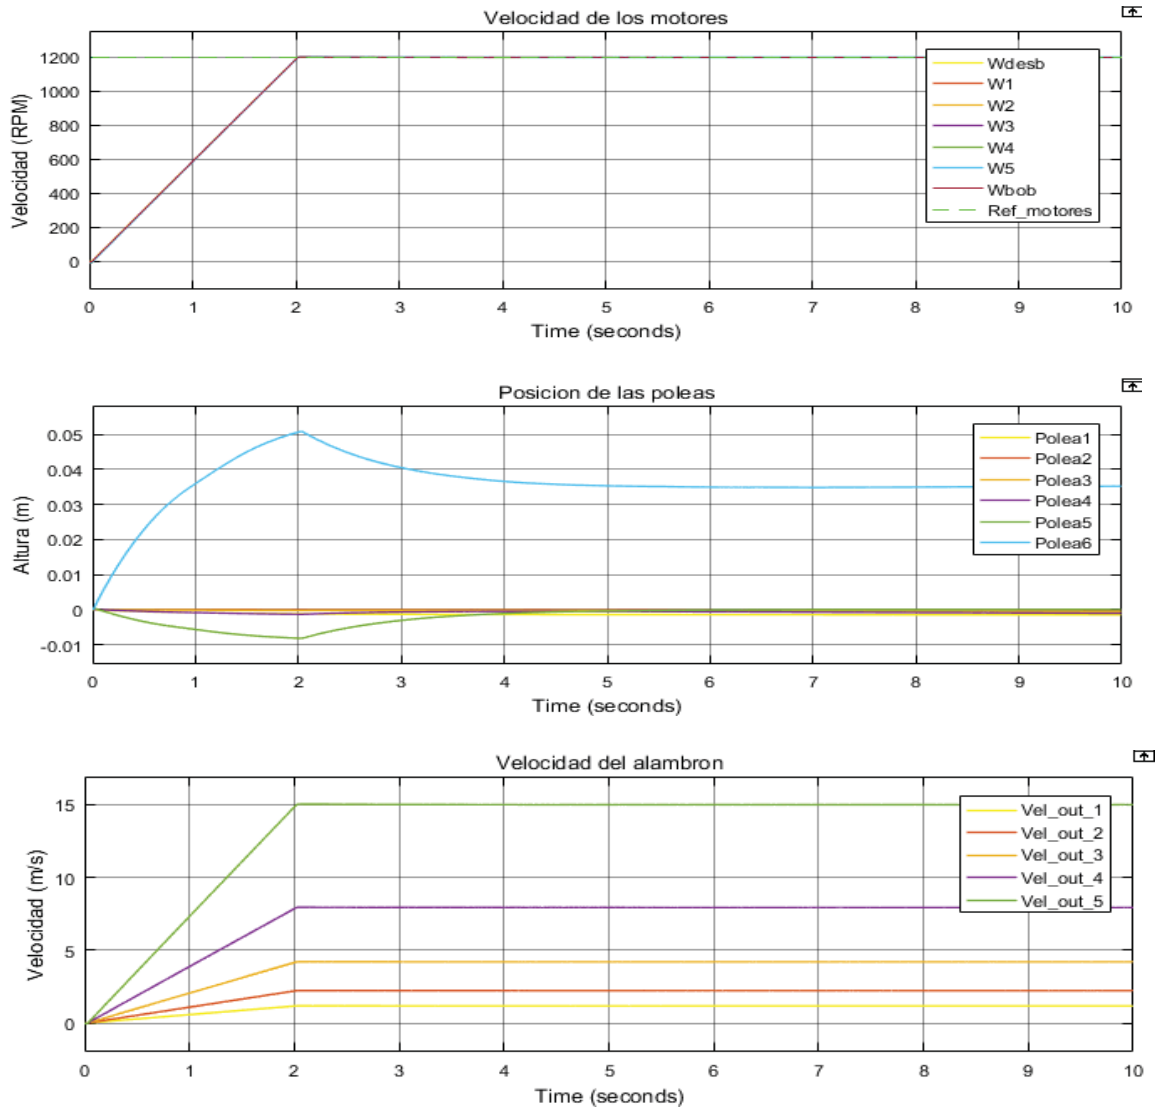 Velocidad de los motores
Velocidad (RPM)
1200
1000
800
600
400
200
0
Wdesb
W1
W2
W3
W4
W5
Wbob
Ref_motores
0 1 2 3 4 5 6 7 8 9 10
Time (seconds)
Posicion de las poleas
Altura (m)
0.05
0.04
0.03
0.02
0.01
0
-0.01
Polea1
Polea2
Polea3
Polea4
Polea5
Polea6
0 1 2 3 4 5 6 7 8 9 10
Time (seconds)
Velocidad del alambron
Velocidad (m/s)
15
10
5
0
Vel_out_1
Vel_out_2
Vel_out_3
Vel_out_4
Vel_out_5
0 1 2 3 4 5 6 7 8 9 10
Time (seconds)